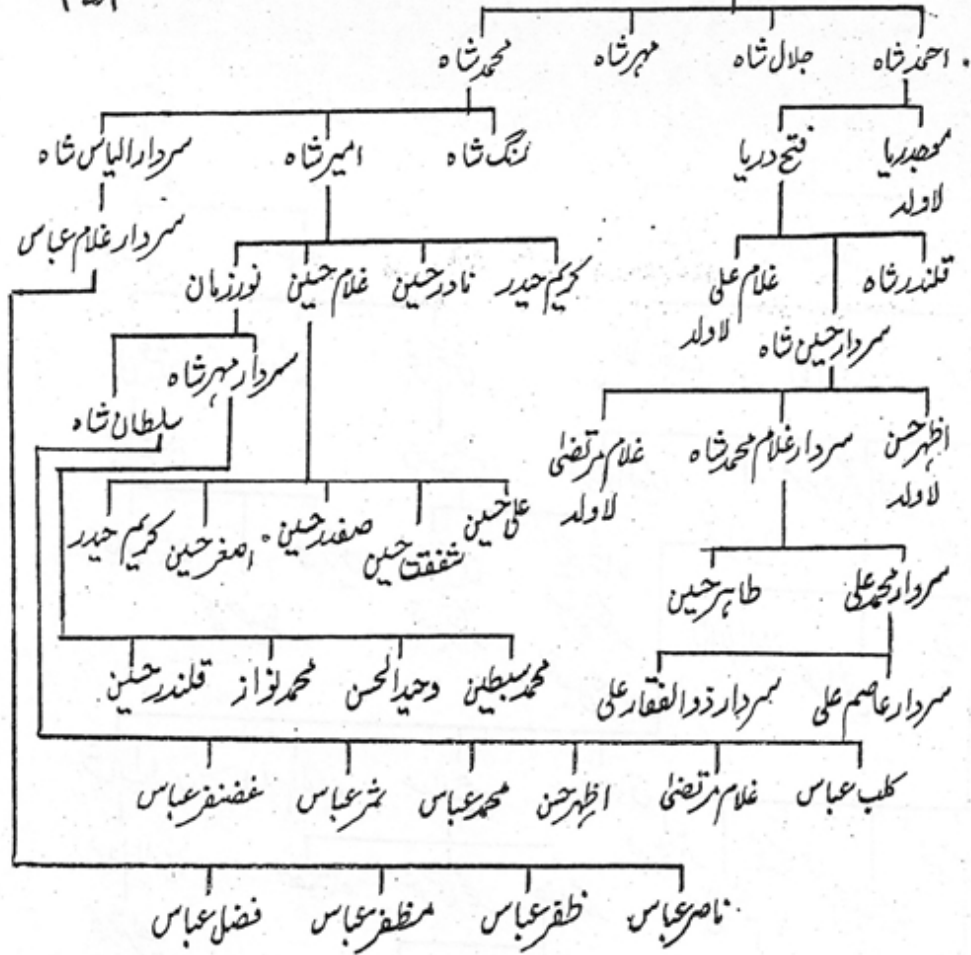 احمد شاہ جلال شاہ مہر شاہ محمد شاہ
موجدریا فتح دریا لنگ شاہ امیر شاہ سردار الیاس شاہ
لاولد
قلندر شاہ غلام علی کریم حیدر نادر حسین غلام حسین نور زمان سردار غلام عباس
لاولد
سردار حسین شاہ سردار مہر شاہ
سلطان شاہ
اظہر حسن سردار غلام محمد شاہ غلام مرتضیٰ
لاولد لاولد
علی حسین شفقت حسین صفدر حسین اصغر حسین کریم حیدر
سردار محمد علی طاہر حسین
سردار عاصم علی سردار ذوالفقار علی محمد سبطین وحید الحسن محمد نواز قلندر حسنین
کلب عباس غلام مرتضیٰ اظہر حسن محمد عباس ثمر عباس غضنفر عباس
ناصر عباس ظفر عباس مظفر عباس فضل عباس